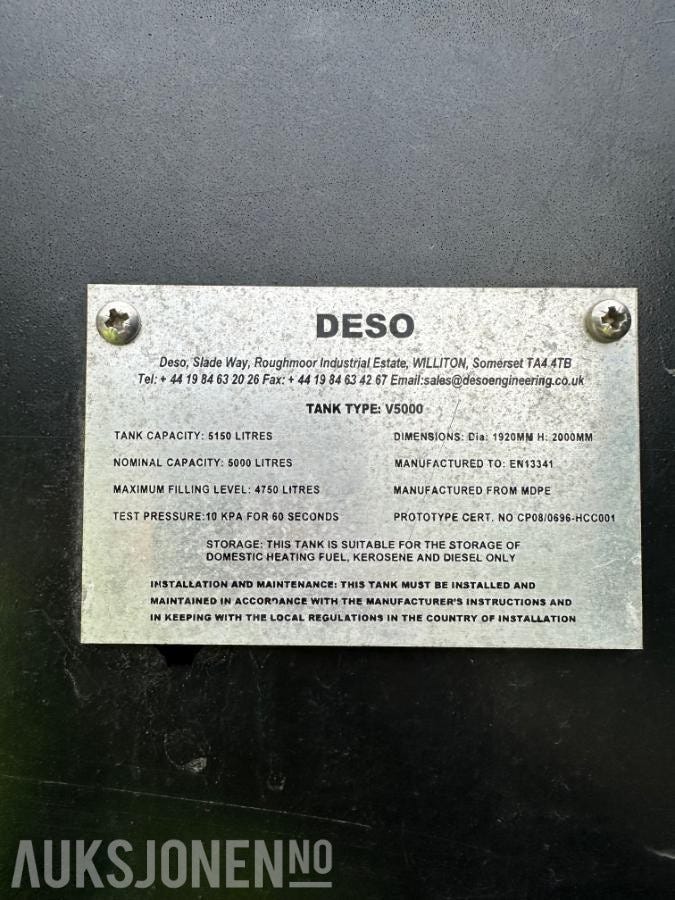 DESO
Deso, Slade Way, Roughmoor Industrial Estate, WILLITON, Somerset TA4 4TB
Tel: + 44 19 84 63 20 26 Fax: + 44 19 84 63 42 67 Email:sales@desoengineering.co.uk
TANK TYPE: V5000
TANK CAPACITY: 5150 LITRES
DIMENSIONS: Dia: 1920MM H: 2000MM
NOMINAL CAPACITY: 5000 LITRES
MANUFACTURED TO: EN13341
MAXIMUM FILLING LEVEL: 4750 LITRES
MANUFACTURED FROM MDPE
TEST PRESSURE:10 KPA FOR 60 SECONDS
PROTOTYPE CERT. NO CP08/0696-HCC001
STORAGE: THIS TANK IS SUITABLE FOR THE STORAGE OF
DOMESTIC HEATING FUEL, KEROSENE AND DIESEL ONLY
INSTALLATION AND MAINTENANCE: THIS TANK MUST BE INSTALLED AND
MAINTAINED IN ACCORDANCE WITH THE MANUFACTURER'S INSTRUCTIONS AND
IN KEEPING WITH THE LOCAL REGULATIONS IN THE COUNTRY OF INSTALLATION
AUKSJONEN NO